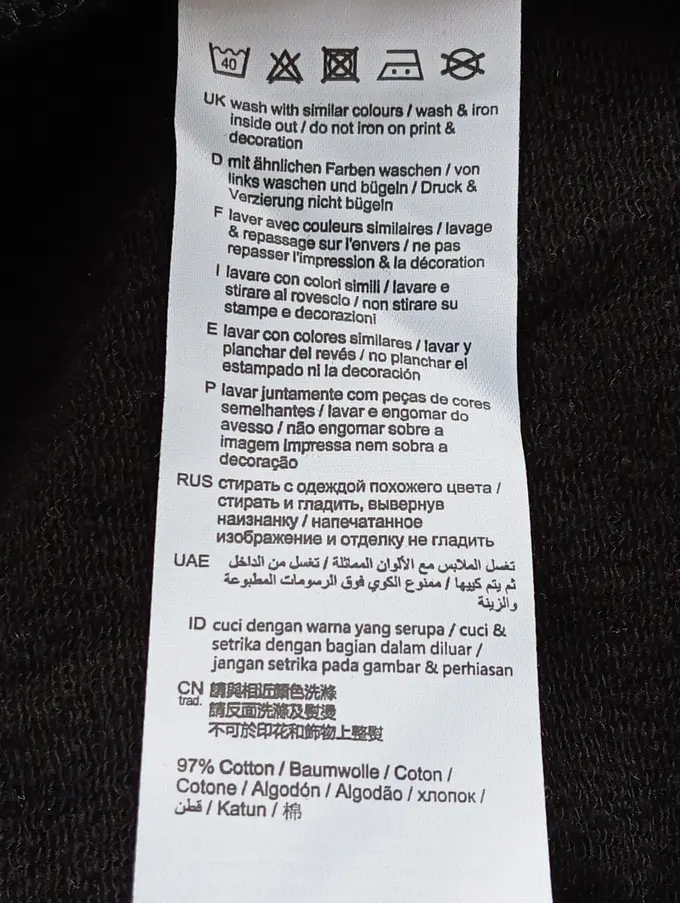 40
UK wash with similar colours / wash & iron
inside out / do not iron on print &
decoration
D mit ähnlichen Farben waschen / von
links waschen und bügeln / Druck &
Verzierung nicht bügeln
F laver avec couleurs similaires / lavage
& repassage sur l'envers / ne pas
repasser l'impression & la décoration
I lavare con colori simili / lavare e
stirare al rovescio / non stirare su
stampe e decorazioni
E lavar con colores similares / lavar y
planchar del revés / no planchar el
estampado ni la decoración
P lavar juntamente com peças de cores
semelhantes / lavar e engomar do
avesso / não engomar sobre a
imagem impressa nem sobra a
decoração
RUS стирать с одеждой похожего цвета /
стирать и гладить, вывернув
наизнанку / напечатанное
изображение и отделку не гладить
UAE تغسل الملابس مع الألوان المماثلة / تغسل من الداخل
ثم يتم كيها / ممنوع الكوي فوق الرسومات المطبوعة
والزينة
ID cuci dengan warna yang serupa / cuci &
setrika dengan bagian dalam diluar /
jangan setrika pada gambar & perhiasan
CN 請與相近顏色洗滌
trad. 請反面洗滌及熨燙
不可於印花和飾物上整熨
97% Cotton / Baumwolle / Coton /
Cotone / Algodón / Algodão / хлопок /
قطن / Katun / 棉